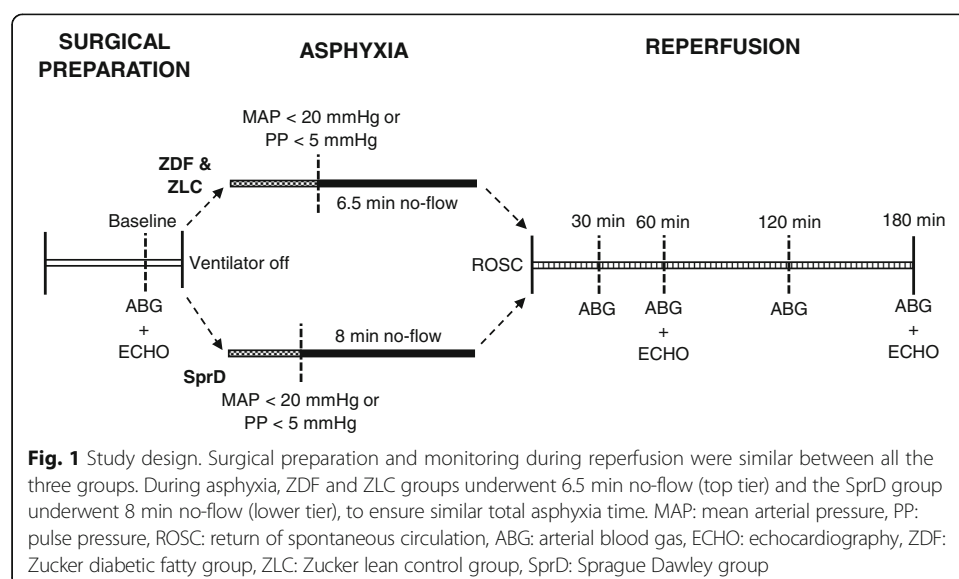 SURGICAL
PREPARATION
ASPHYXIA
REPERFUSION
MAP < 20 mmHg or
PP < 5 mmHg
ZDF &
ZLC
6.5 min no-flow
Baseline
Ventilator off
ABG
+
ECHO
8 min no-flow
SprD
MAP < 20 mmHg or
PP < 5 mmHg
ROSC
30 min
60 min
120 min
180 min
ABG
ABG
+
ECHO
ABG
ABG
+
ECHO
Fig. 1 Study design. Surgical preparation and monitoring during reperfusion were similar between all the
three groups. During asphyxia, ZDF and ZLC groups underwent 6.5 min no-flow (top tier) and the SprD group
underwent 8 min no-flow (lower tier), to ensure similar total asphyxia time. MAP: mean arterial pressure, PP:
pulse pressure, ROSC: return of spontaneous circulation, ABG: arterial blood gas, ECHO: echocardiography, ZDF:
Zucker diabetic fatty group, ZLC: Zucker lean control group, SprD: Sprague Dawley group